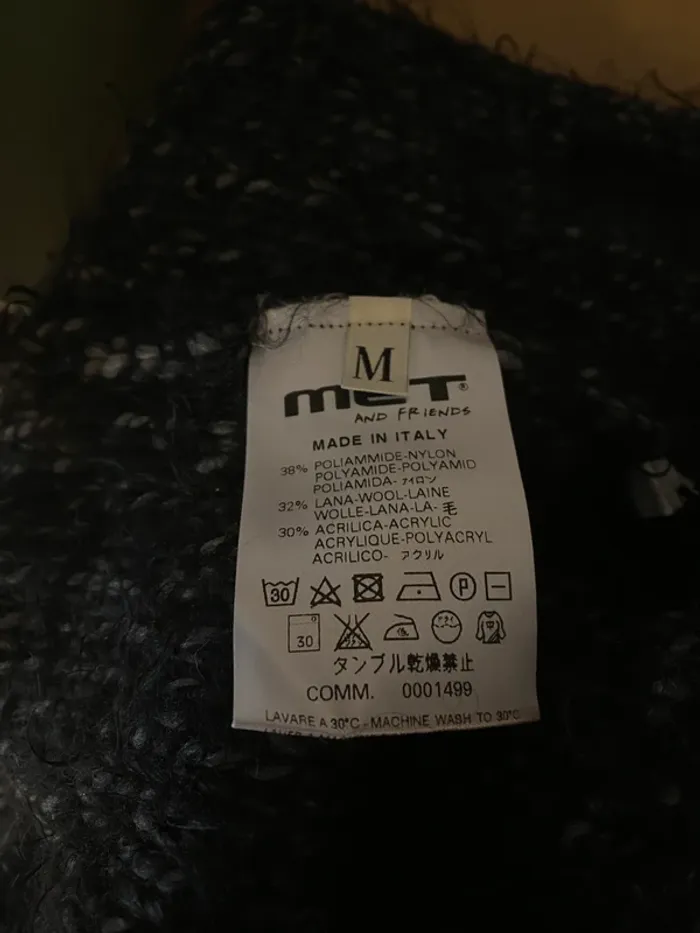 M
MET®
AND FRIENDS
MADE IN ITALY
38% POLIAMMIDE-NYLON
POLYAMIDE-POLYAMID
POLIAMIDA- ナイロン
32% LANA-WOOL-LAINE
WOLLE-LANA-LA- 毛
30% ACRILICA-ACRYLIC
ACRYLIQUE-POLYACRYL
ACRILICO- アクリル
30 P
30
タンブル乾燥禁止
COMM. 0001499
LAVARE A 30°C - MACHINE WASH TO 30°C